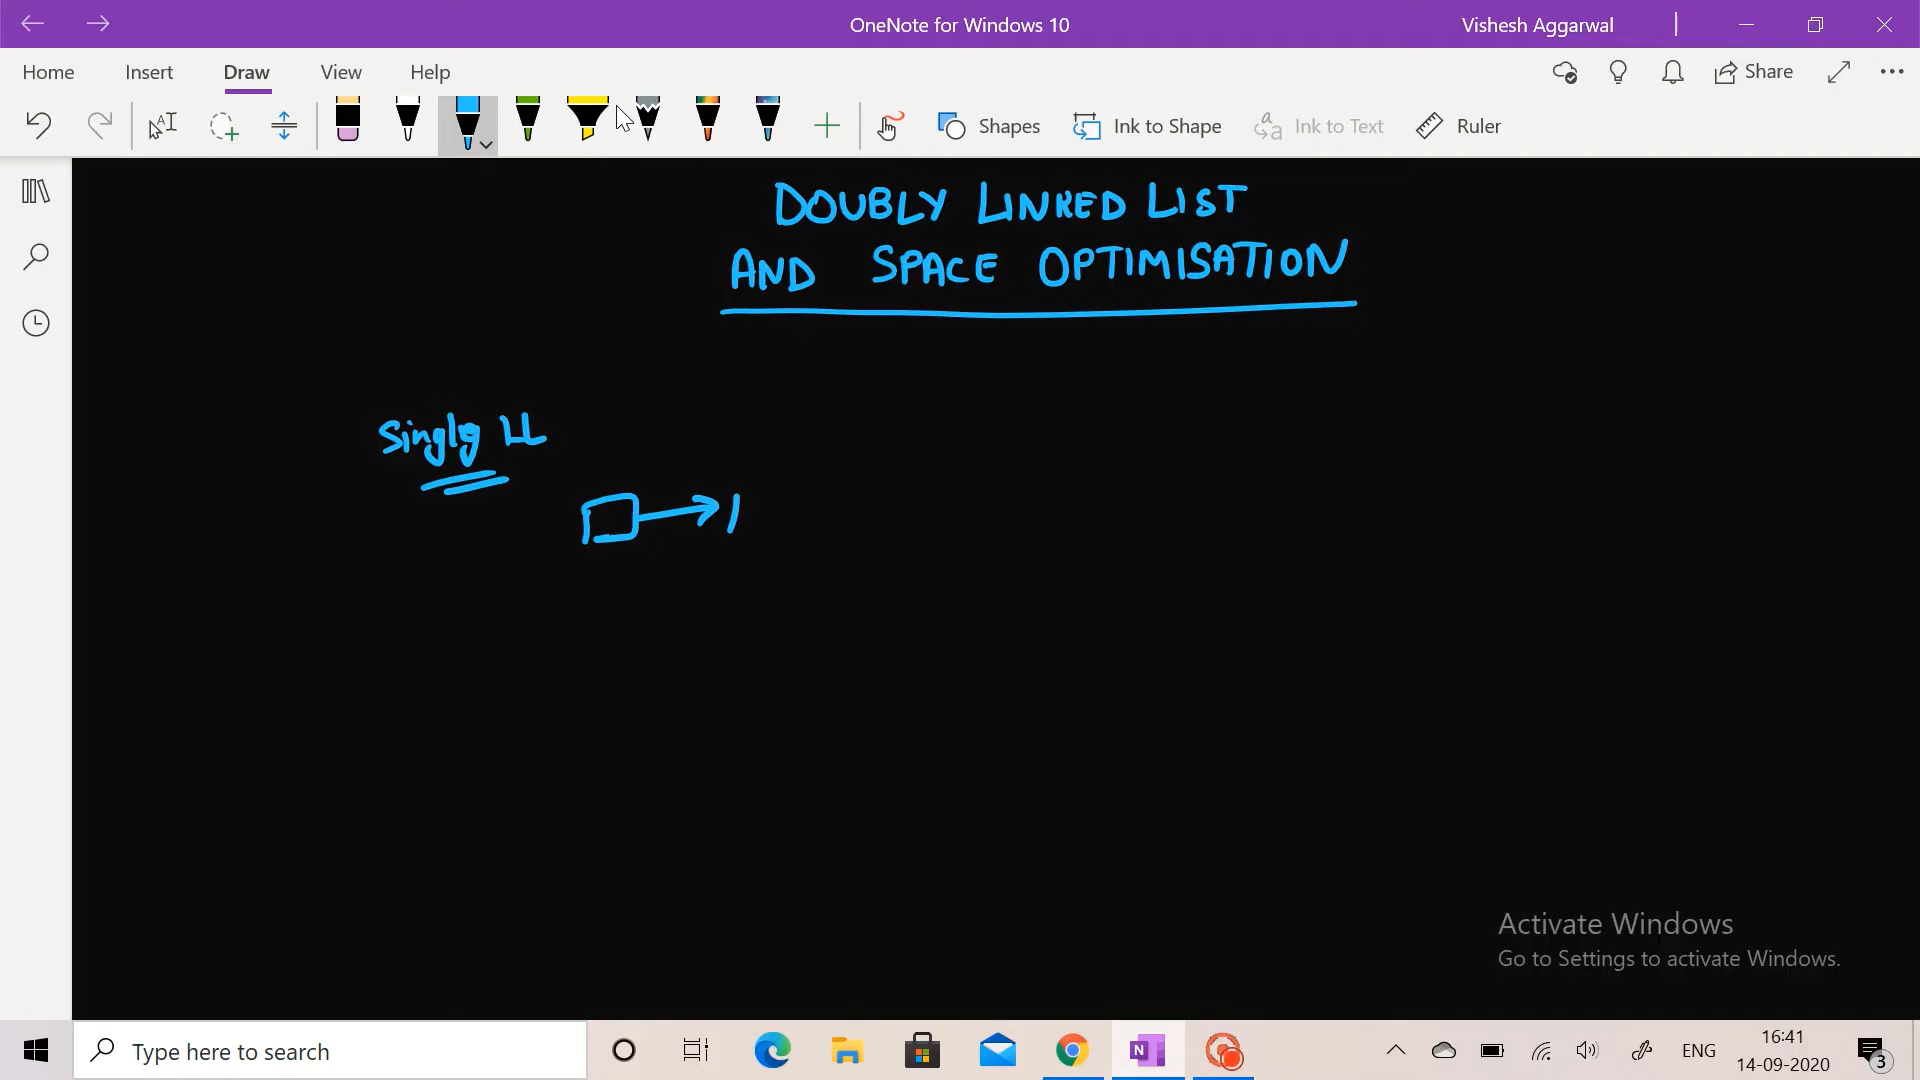 OneNote for Windows 10
Vishesh Aggarwal
Home Insert Draw View Help
Share
Shapes Ink to Shape Ink to Text Ruler
DOUBLY LINKED LIST
AND SPACE OPTIMISATION
Singly LL
Activate Windows
Go to Settings to activate Windows.
Type here to search
ENG
16:41
14-09-2020
3